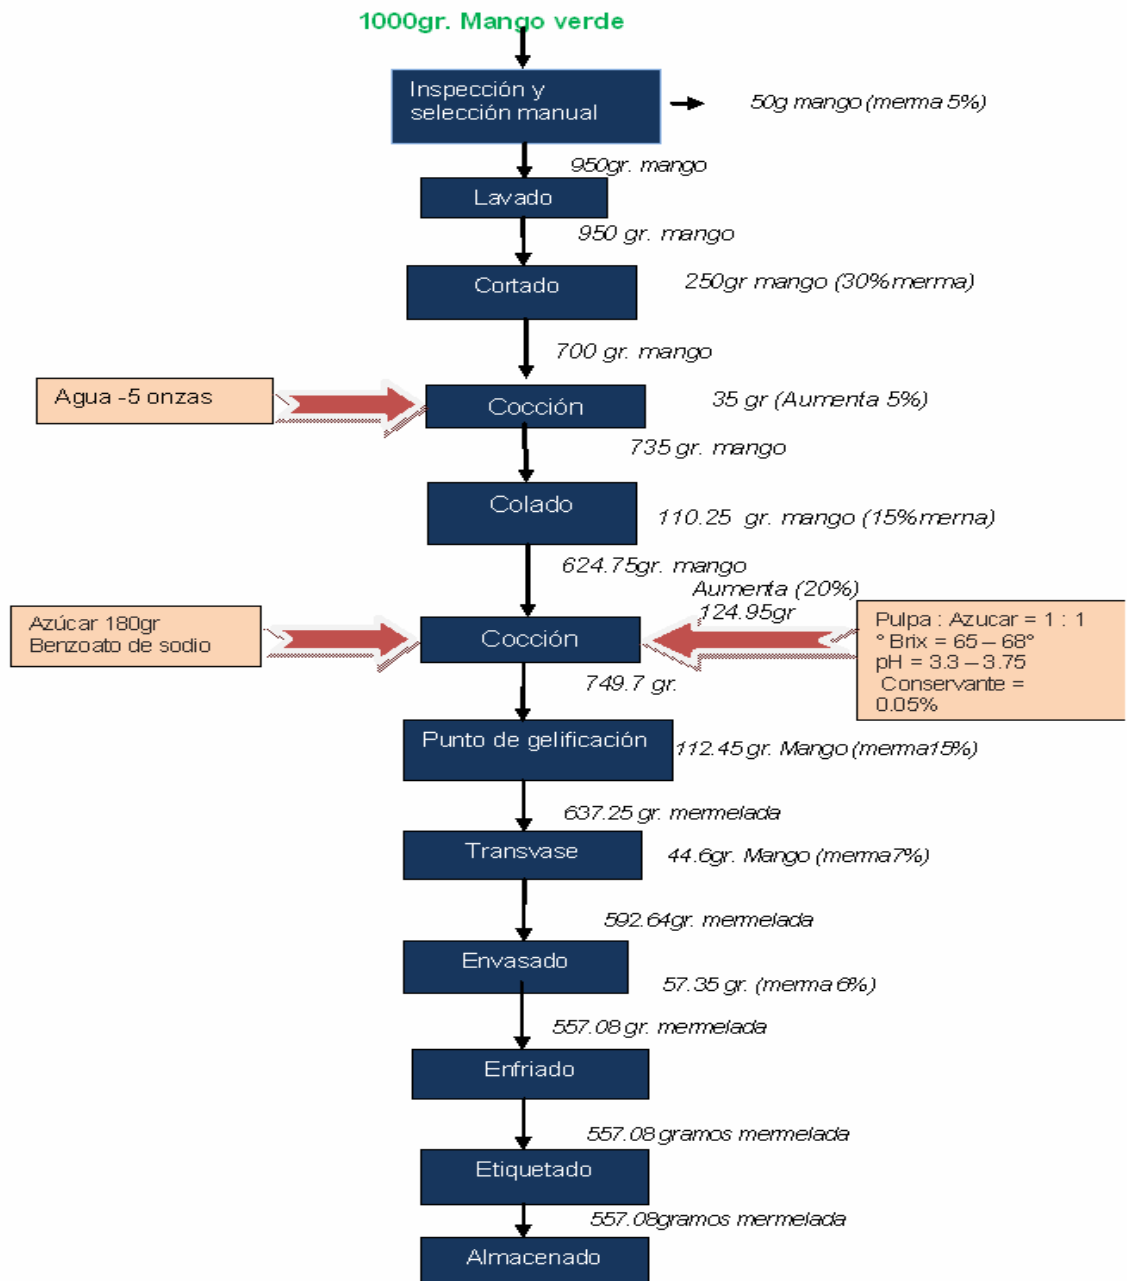 1000gr. Mango verde
Inspección y
selección manual
50g mango (merma 5%)
950gr. mango
Lavado
950 gr. mango
Cortado
250gr mango (30%merma)
700 gr. mango
Agua -5 onzas
Cocción
35 gr (Aumenta 5%)
735 gr. mango
Colado
110.25 gr. mango (15%merna)
624.75gr. mango
Aumenta (20%)
124.95gr
Azúcar 180gr
Benzoato de sodio
Cocción
Pulpa : Azucar = 1 : 1
° Brix = 65 – 68°
pH = 3.3 – 3.75
Conservante =
0.05%
749.7 gr.
Punto de gelificación
112.45 gr. Mango (merma15%)
637.25 gr. mermelada
Transvase
44.6gr. Mango (merma7%)
592.64gr. mermelada
Envasado
57.35 gr. (merma 6%)
557.08 gr. mermelada
Enfriado
557.08 gramos mermelada
Etiquetado
557.08gramos mermelada
Almacenado